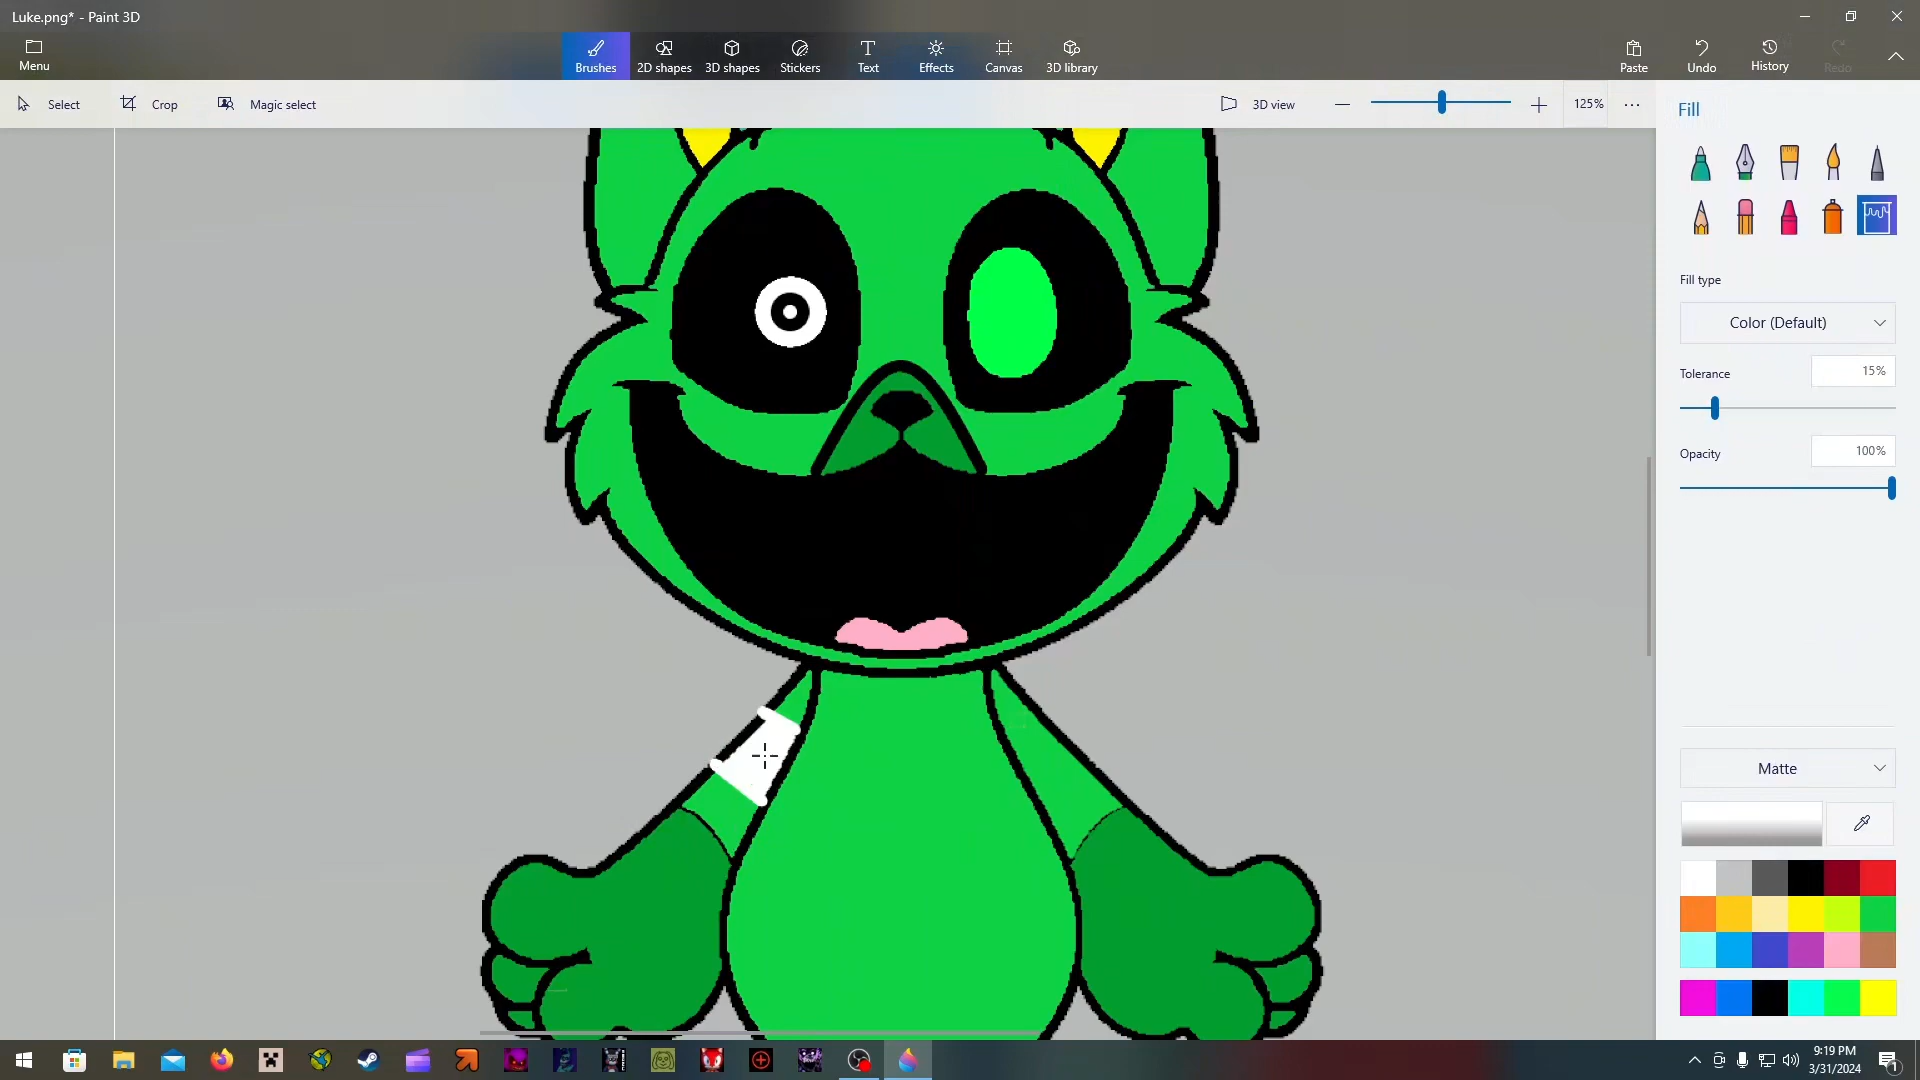 Luke.png* - Paint 3D
Menu
Brushes
2D shapes
3D shapes
Stickers
Text
Effects
Canvas
3D library
Paste
Undo
History
Redo
Select
Crop
Magic select
3D view
125%
Fill
Fill type
Color (Default)
Tolerance
15%
Opacity
100%
Matte
9:19 PM
3/31/2024
1